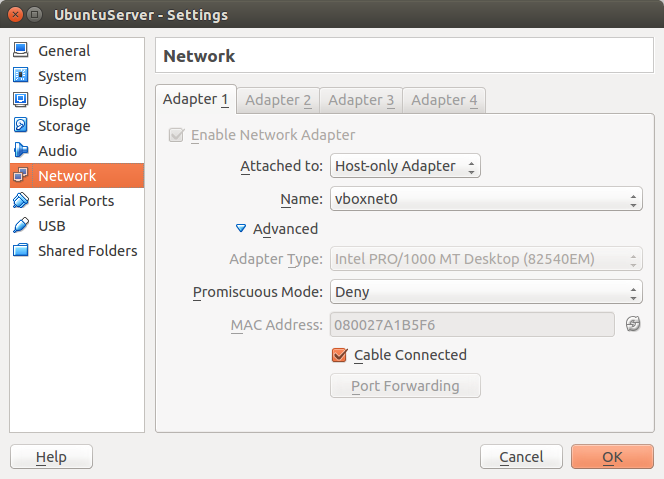 UbuntuServer - Settings
General
System
Display
Storage
Audio
Network
Serial Ports
USB
Shared Folders
Network
Adapter 1 Adapter 2 Adapter 3 Adapter 4
Enable Network Adapter
Attached to: Host-only Adapter
Name: vboxnet0
Advanced
Adapter Type: Intel PRO/1000 MT Desktop (82540EM)
Promiscuous Mode: Deny
MAC Address: 080027A1B5F6
Cable Connected
Port Forwarding
Help Cancel OK